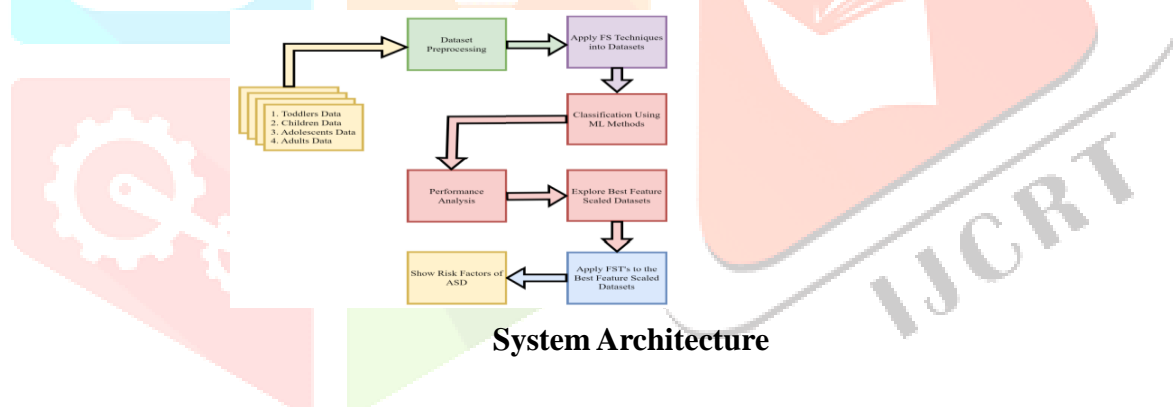 Dataset
Preprocessing
Apply FS Techniques
into Datasets
1. Toddlers Data
2. Children Data
3. Adolescents Data
4. Adults Data
Classification Using
ML Methods
Performance
Analysis
Explore Best Feature
Scaled Datasets
Show Risk Factors of
ASD
Apply FST's to the
Best Feature Scaled
Datasets
System Architecture
IJCRT